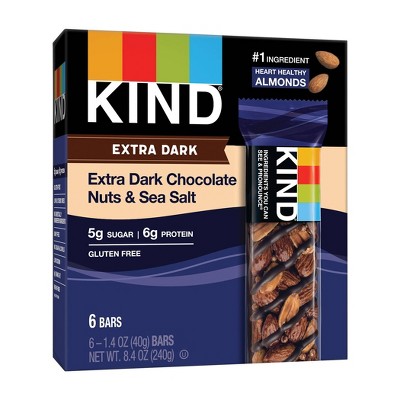 KIND®
EXTRA DARK
Extra Dark Chocolate
Nuts & Sea Salt
5g SUGAR | 6g PROTEIN
GLUTEN FREE
6 BARS
6 – 1.4 OZ (40g) BARS
NET WT. 8.4 OZ (240g)
#1 INGREDIENT
HEART HEALTHY
ALMONDS
KIND
INGREDIENTS YOU CAN
SEE & PRONOUNCE®